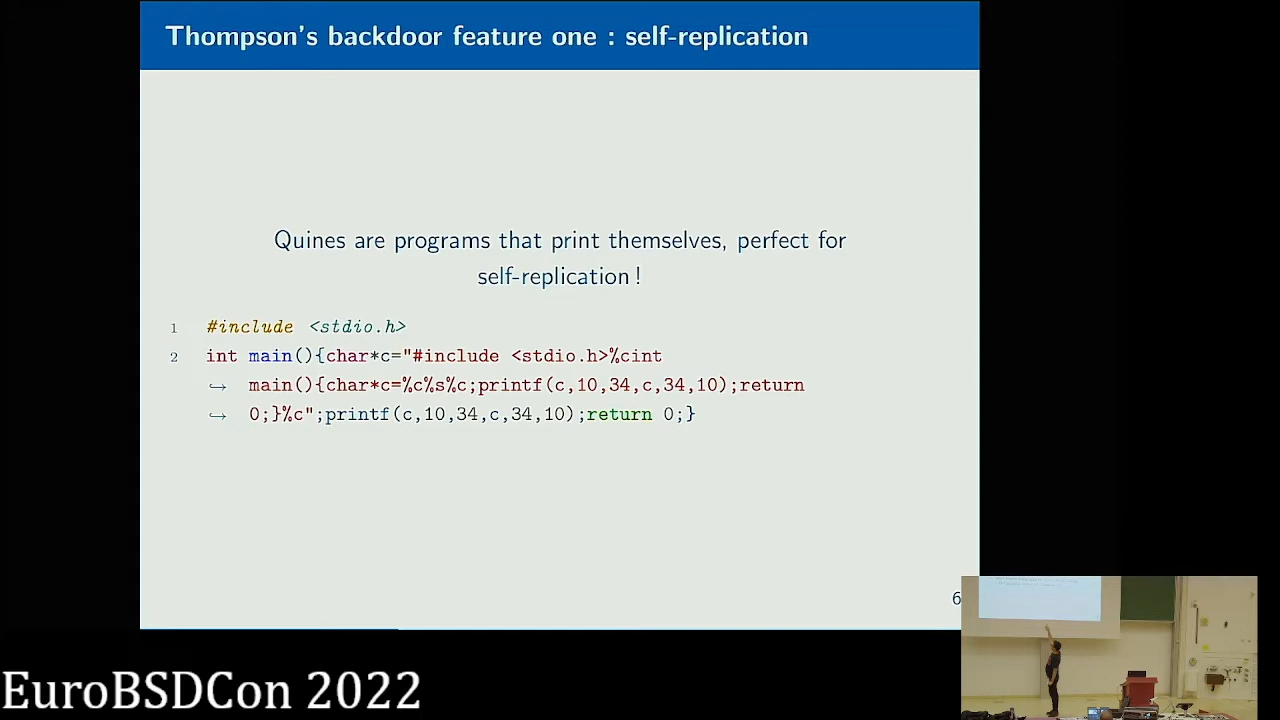 Thompson's backdoor feature one : self-replication
Quines are programs that print themselves, perfect for
self-replication !
1 #include <stdio.h>
2 int main(){char*c="#include <stdio.h>%cint
↪ main(){char*c=%c%s%c;printf(c,10,34,c,34,10);return
↪ 0;}%c";printf(c,10,34,c,34,10);return 0;}
6
EuroBSDCon 2022